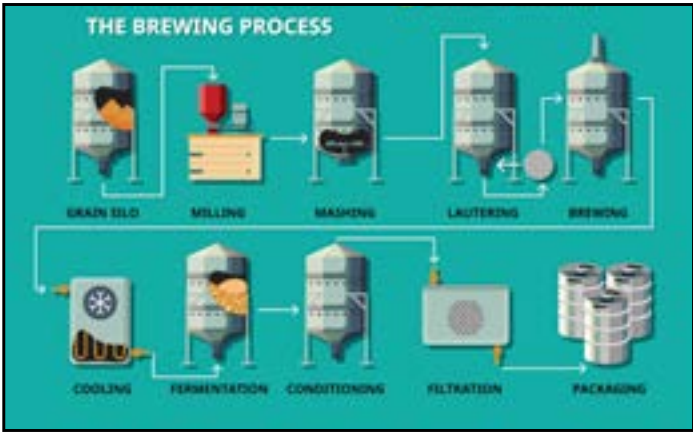 THE BREWING PROCESS
GRAIN SILO MILLING MASHING LAUTERING BREWING
COOLING FERMENTATION CONDITIONING FILTRATION PACKAGING